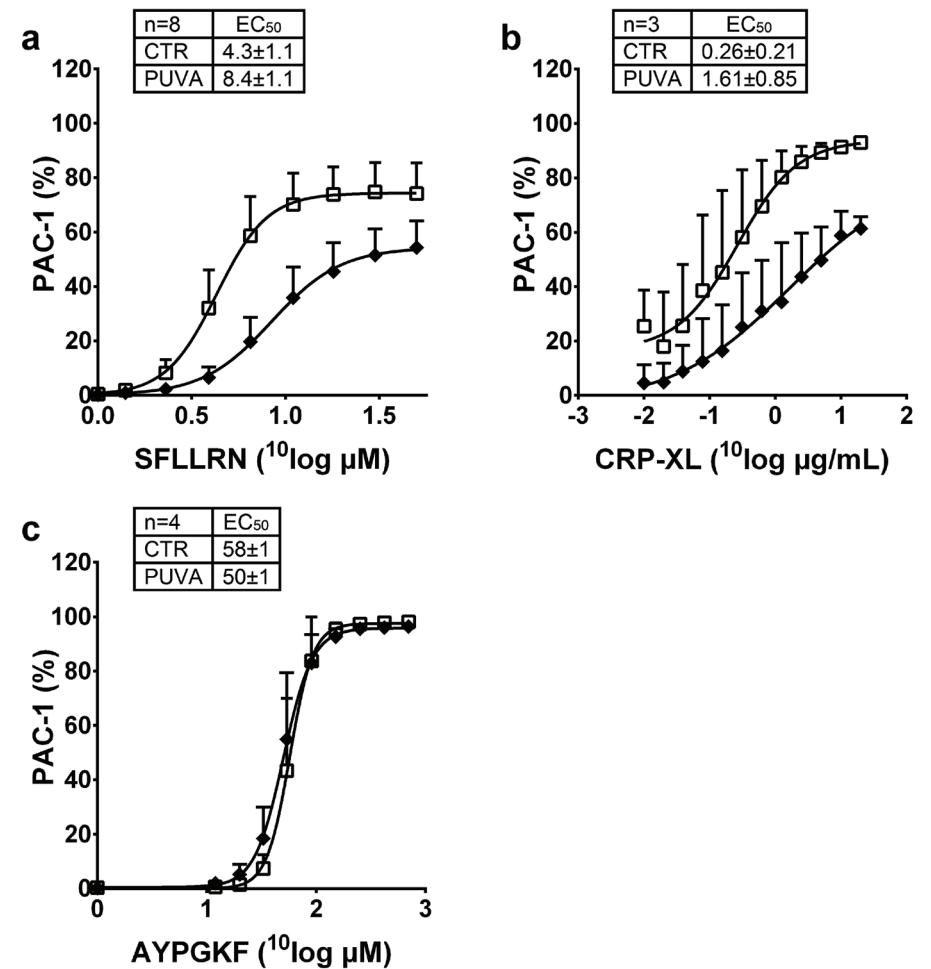 a
n=8 EC50
CTR 4.3±1.1
PUVA 8.4±1.1
PAC-1 (%)
120
100
80
60
40
20
0
0.0 0.5 1.0 1.5
SFLLRN (10log µM)
b
n=3 EC50
CTR 0.26±0.21
PUVA 1.61±0.85
PAC-1 (%)
120
100
80
60
40
20
0
-3 -2 -1 0 1 2
CRP-XL (10log µg/mL)
c
n=4 EC50
CTR 58±1
PUVA 50±1
PAC-1 (%)
120
100
80
60
40
20
0
0 1 2 3
AYPGKF (10log µM)